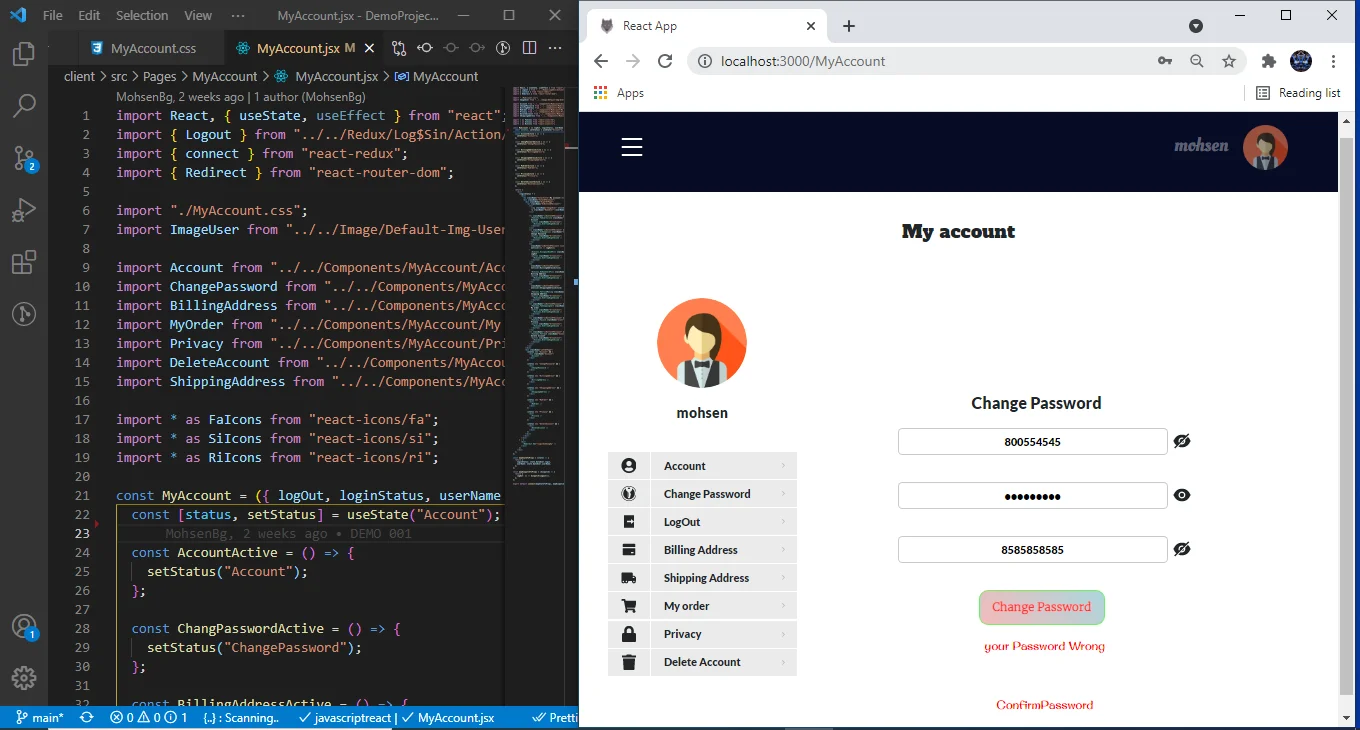 File Edit Selection View ··· MyAccount.jsx - DemoProjec...
MyAccount.css MyAccount.jsx M
client > src > Pages > MyAccount > MyAccount.jsx > MyAccount
MohsenBg, 2 weeks ago | 1 author (MohsenBg)
1 import React, { useState, useEffect } from "react";
2 import { Logout } from "../../Redux/Log$Sin/Action/
3 import { connect } from "react-redux";
4 import { Redirect } from "react-router-dom";
5
6 import "./MyAccount.css";
7 import ImageUser from "../../Image/Default-Img-User
8
9 import Account from "../../Components/MyAccount/Acc
10 import ChangePassword from "../../Components/MyAcco
11 import BillingAddress from "../../Components/MyAcco
12 import MyOrder from "../../Components/MyAccount/My
13 import Privacy from "../../Components/MyAccount/Pri
14 import DeleteAccount from "../../Components/MyAccou
15 import ShippingAddress from "../../Components/MyAcc
16
17 import * as FaIcons from "react-icons/fa";
18 import * as SiIcons from "react-icons/si";
19 import * as RiIcons from "react-icons/ri";
20
21 const MyAccount = ({ logOut, loginStatus, userName
22 const [status, setStatus] = useState("Account");
23 MohsenBg, 2 weeks ago • DEMO 001
24 const AccountActive = () => {
25 setStatus("Account");
26 };
27
28 const ChangPasswordActive = () => {
29 setStatus("ChangePassword");
30 };
31
32 const BillingAddressActive = () => {
2
1
main* 0 0 1 {..} : Scanning.. javascriptreact | MyAccount.jsx Pretti
React App
localhost:3000/MyAccount
Apps Reading list
mohsen
My account
mohsen
Account
Change Password
LogOut
Billing Address
Shipping Address
My order
Privacy
Delete Account
Change Password
800554545
•••••••••
8585858585
Change Password
your Password Wrong
ConfirmPassword